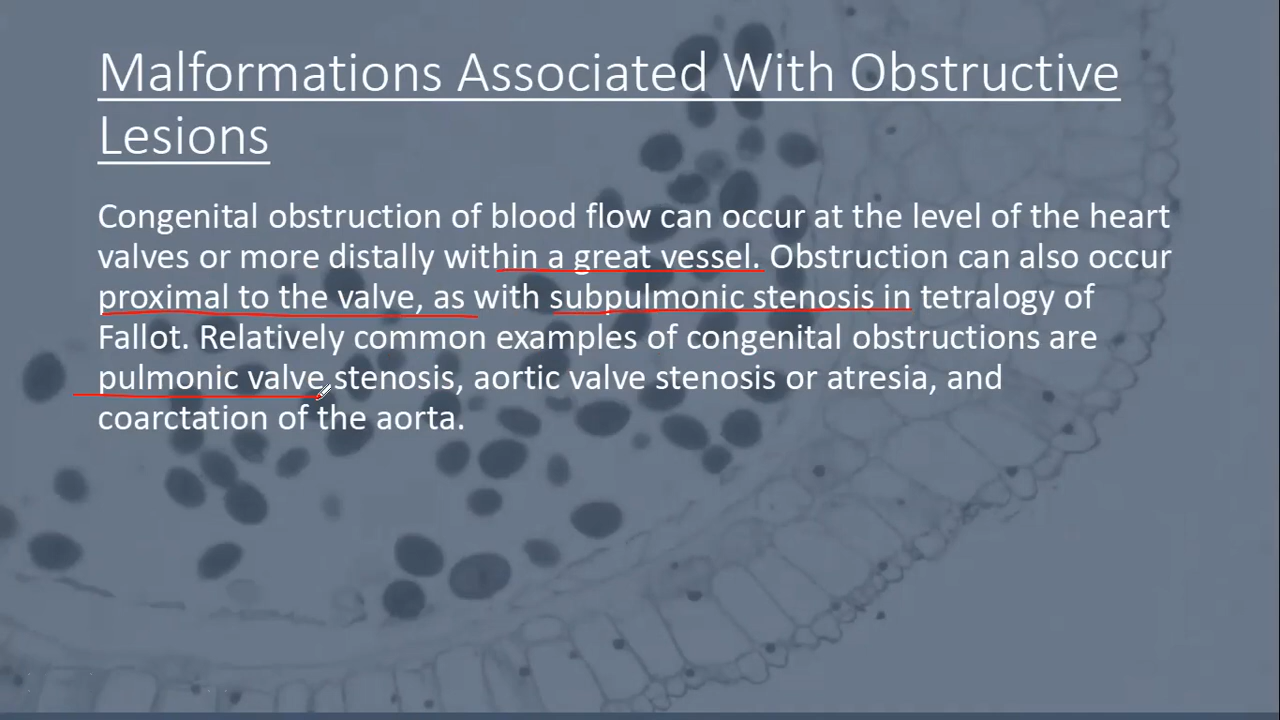 Malformations Associated With Obstructive
Lesions
Congenital obstruction of blood flow can occur at the level of the heart
valves or more distally within a great vessel. Obstruction can also occur
proximal to the valve, as with subpulmonic stenosis in tetralogy of
Fallot. Relatively common examples of congenital obstructions are
pulmonic valve stenosis, aortic valve stenosis or atresia, and
coarctation of the aorta.